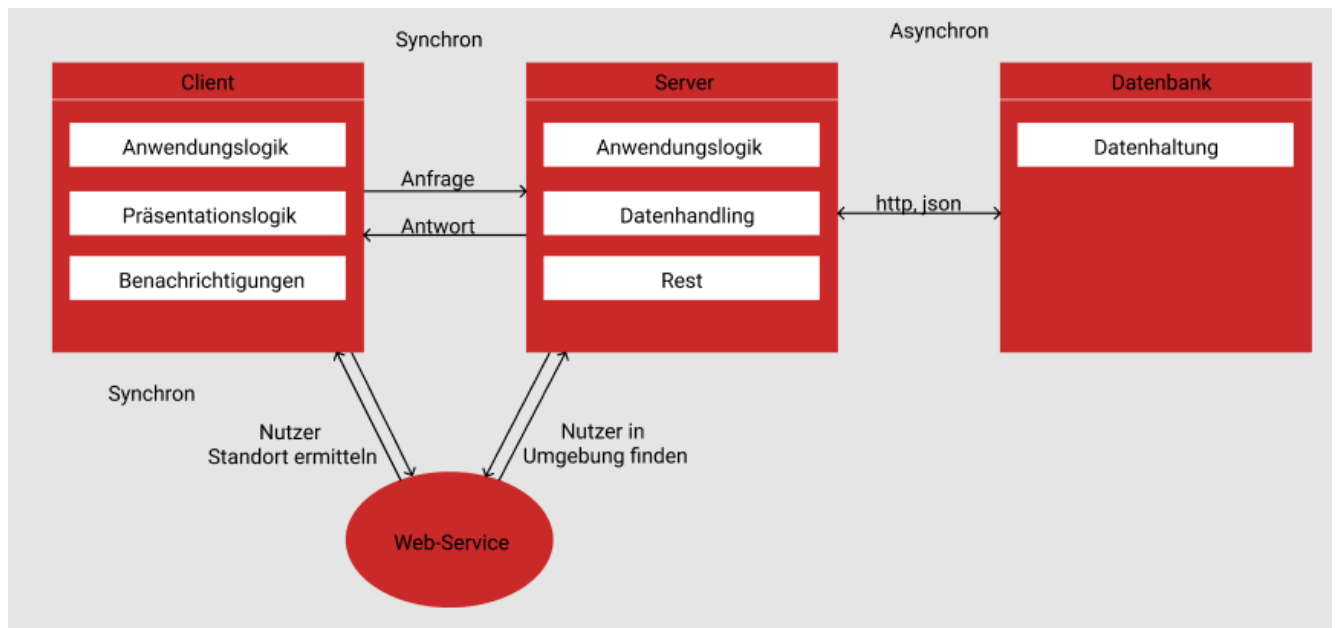 Synchron
Asynchron
Client
Server
Datenbank
Anwendungslogik
Anwendungslogik
Datenhaltung
Anfrage
Präsentationslogik
Datenhandling
http, json
Antwort
Benachrichtigungen
Rest
Synchron
Nutzer
Standort ermitteln
Nutzer in
Umgebung finden
Web-Service